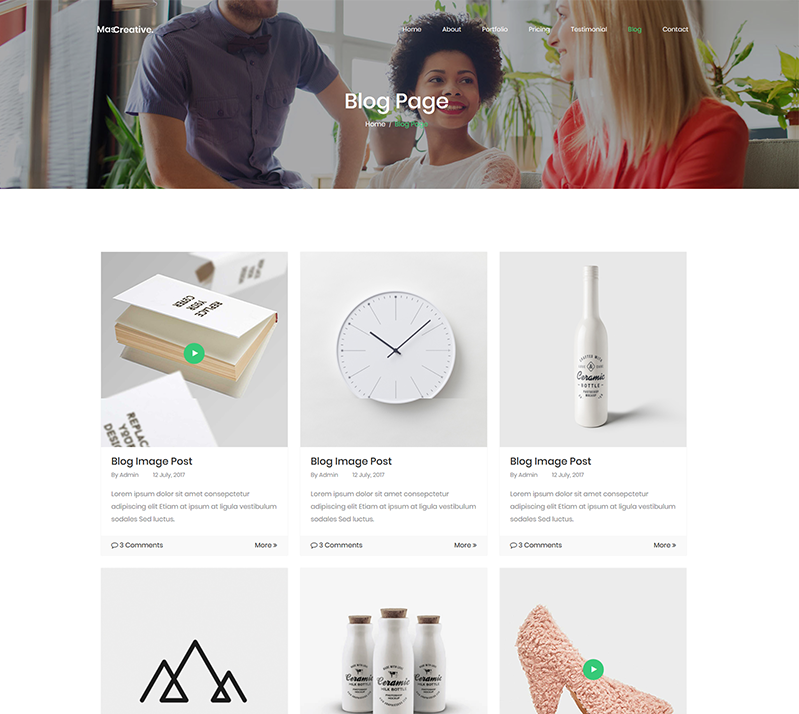 MasCreative.
Home About Portfolio Pricing Testimonial Blog Contact
Blog Page
Home / Blog Page
REPLACE
YOUR
COVER
REPLACE
YOUR
DESIGN
CRAFTED WITH
Ceramic
BOTTLE
PHOTOSHOP
MOCKUP
Blog Image Post
By Admin 12 July, 2017
Lorem ipsum dolor sit amet consepctetur
adipiscing elit Etiam at ipsum at ligula vestibulum
sodales Sed luctus.
3 Comments More »
Blog Image Post
By Admin 12 July, 2017
Lorem ipsum dolor sit amet consepctetur
adipiscing elit Etiam at ipsum at ligula vestibulum
sodales Sed luctus.
3 Comments More »
Blog Image Post
By Admin 12 July, 2017
Lorem ipsum dolor sit amet consepctetur
adipiscing elit Etiam at ipsum at ligula vestibulum
sodales Sed luctus.
3 Comments More »
Ceramic
MILK BOTTLE
Ceramic
MILK BOTTLE
Ceramic
MILK BOTTLE